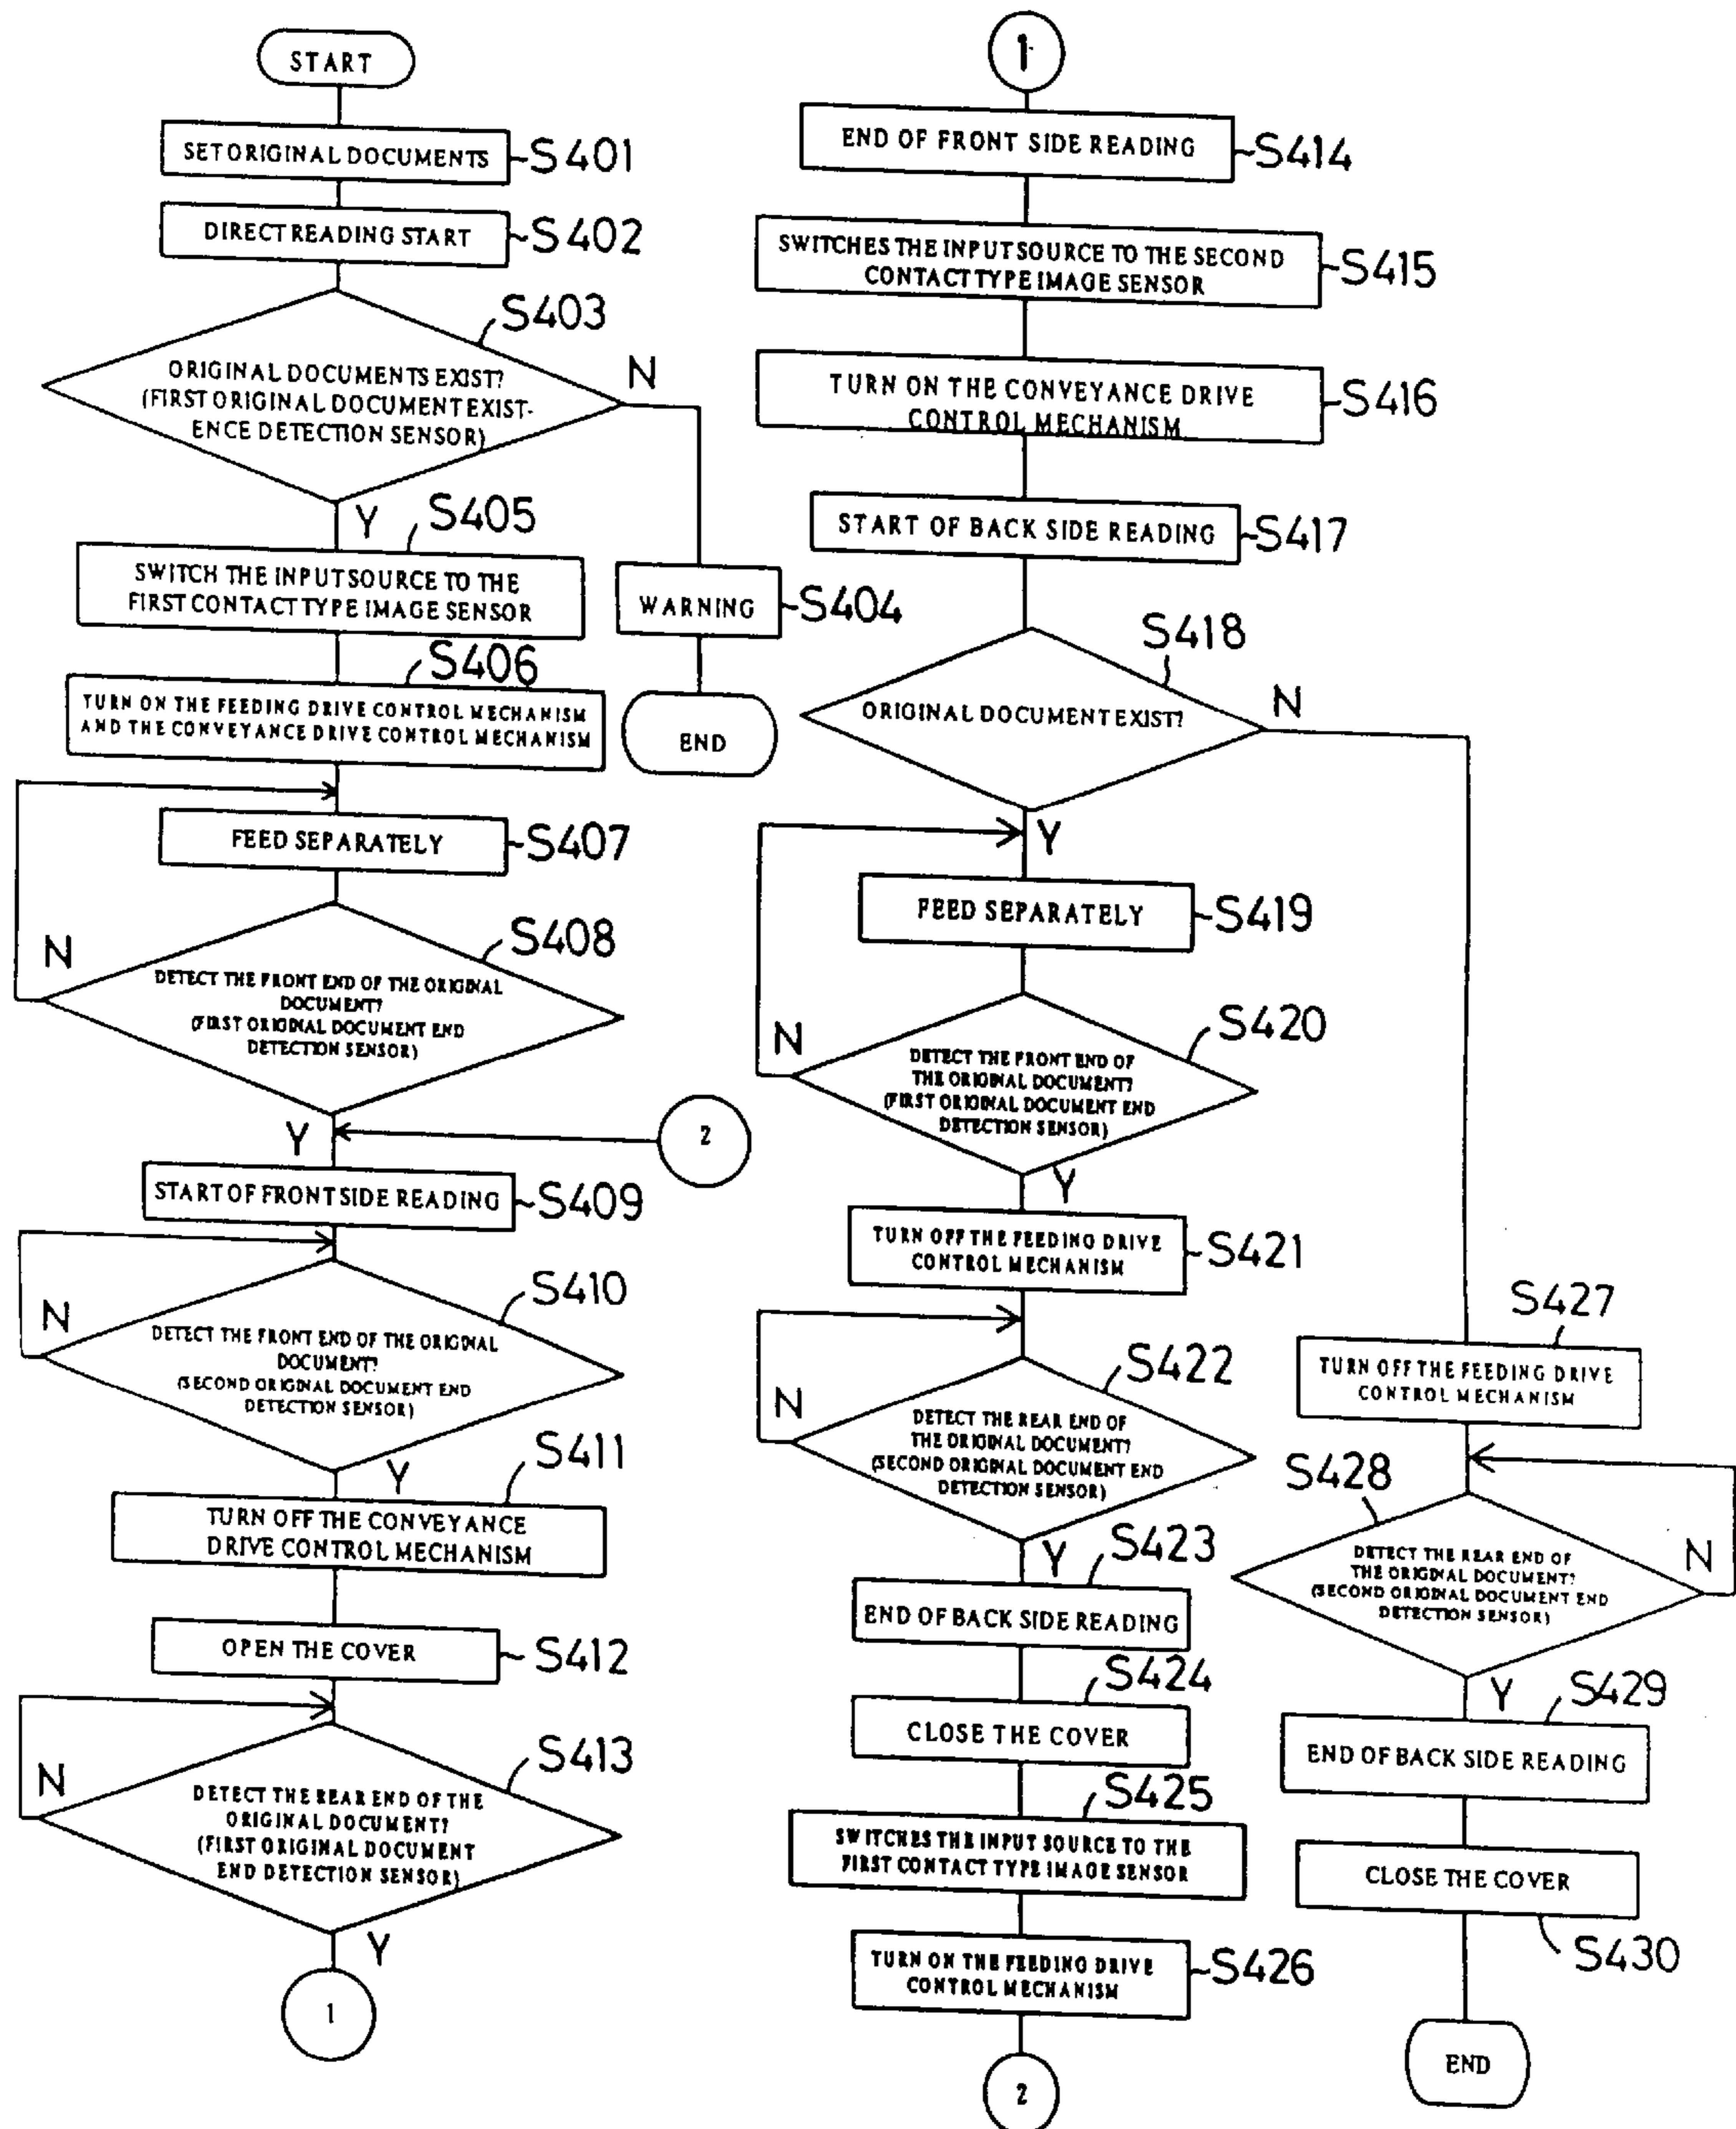 START
SET ORIGINAL DOCUMENTS
S401
DIRECT READING START
S402
S403
ORIGINAL DOCUMENTS EXIST?
(FIRST ORIGINAL DOCUMENT EXIST-
ENCE DETECTION SENSOR)
N
Y
S405
SWITCH THE INPUT SOURCE TO THE
FIRST CONTACT TYPE IMAGE SENSOR
WARNING
S404
END
S406
TURN ON THE FEEDING DRIVE CONTROL MECHANISM
AND THE CONVEYANCE DRIVE CONTROL MECHANISM
FEED SEPARATELY
S407
S408
N
DETECT THE FRONT END OF THE ORIGINAL
DOCUMENT?
(FIRST ORIGINAL DOCUMENT END
DETECTION SENSOR)
Y
2
START OF FRONT SIDE READING
S409
S410
N
DETECT THE FRONT END OF THE ORIGINAL
DOCUMENT?
(SECOND ORIGINAL DOCUMENT END
DETECTION SENSOR)
Y
S411
TURN OFF THE CONVEYANCE
DRIVE CONTROL MECHANISM
OPEN THE COVER
S412
S413
N
DETECT THE REAR END OF THE
ORIGINAL DOCUMENT?
(FIRST ORIGINAL DOCUMENT
END DETECTION SENSOR)
Y
1
1
END OF FRONT SIDE READING
S414
SWITCHES THE INPUT SOURCE TO THE SECOND
CONTACT TYPE IMAGE SENSOR
S415
TURN ON THE CONVEYANCE DRIVE
CONTROL MECHANISM
S416
START OF BACK SIDE READING
S417
S418
ORIGINAL DOCUMENT EXIST?
N
Y
FEED SEPARATELY
S419
S420
N
DETECT THE FRONT END OF
THE ORIGINAL DOCUMENT?
(FIRST ORIGINAL DOCUMENT END
DETECTION SENSOR)
Y
TURN OFF THE FEEDING DRIVE
CONTROL MECHANISM
S421
S422
N
DETECT THE REAR END OF
THE ORIGINAL DOCUMENT?
(SECOND ORIGINAL DOCUMENT END
DETECTION SENSOR)
Y
S423
END OF BACK SIDE READING
S424
CLOSE THE COVER
S425
SWITCHES THE INPUT SOURCE TO THE
FIRST CONTACT TYPE IMAGE SENSOR
TURN ON THE FEEDING DRIVE
CONTROL MECHANISM
S426
2
S427
TURN OFF THE FEEDING DRIVE
CONTROL MECHANISM
S428
DETECT THE REAR END OF
THE ORIGINAL DOCUMENT?
(SECOND ORIGINAL DOCUMENT END
DETECTION SENSOR)
N
Y
S429
END OF BACK SIDE READING
CLOSE THE COVER
S430
END